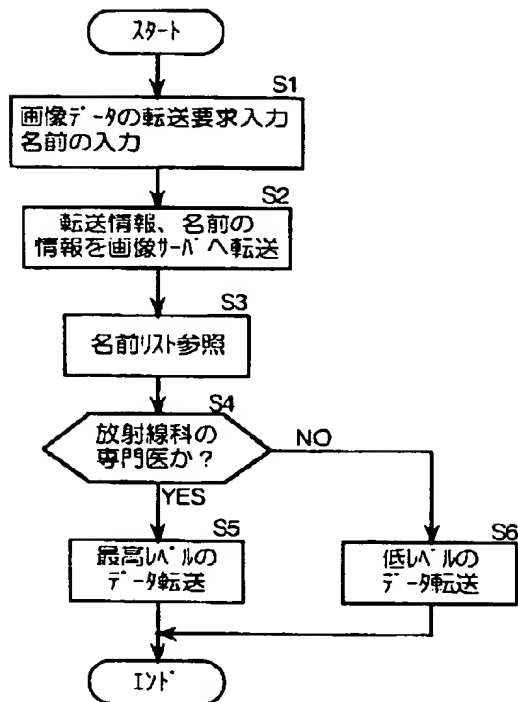 スタート
S1
画像データの転送要求入力
名前の入力
S2
転送情報、名前の
情報を画像サーバへ転送
S3
名前リスト参照
S4
放射線科の
専門医か？
NO
YES
S5
最高レベルの
データ転送
S6
低レベルの
データ転送
エンド